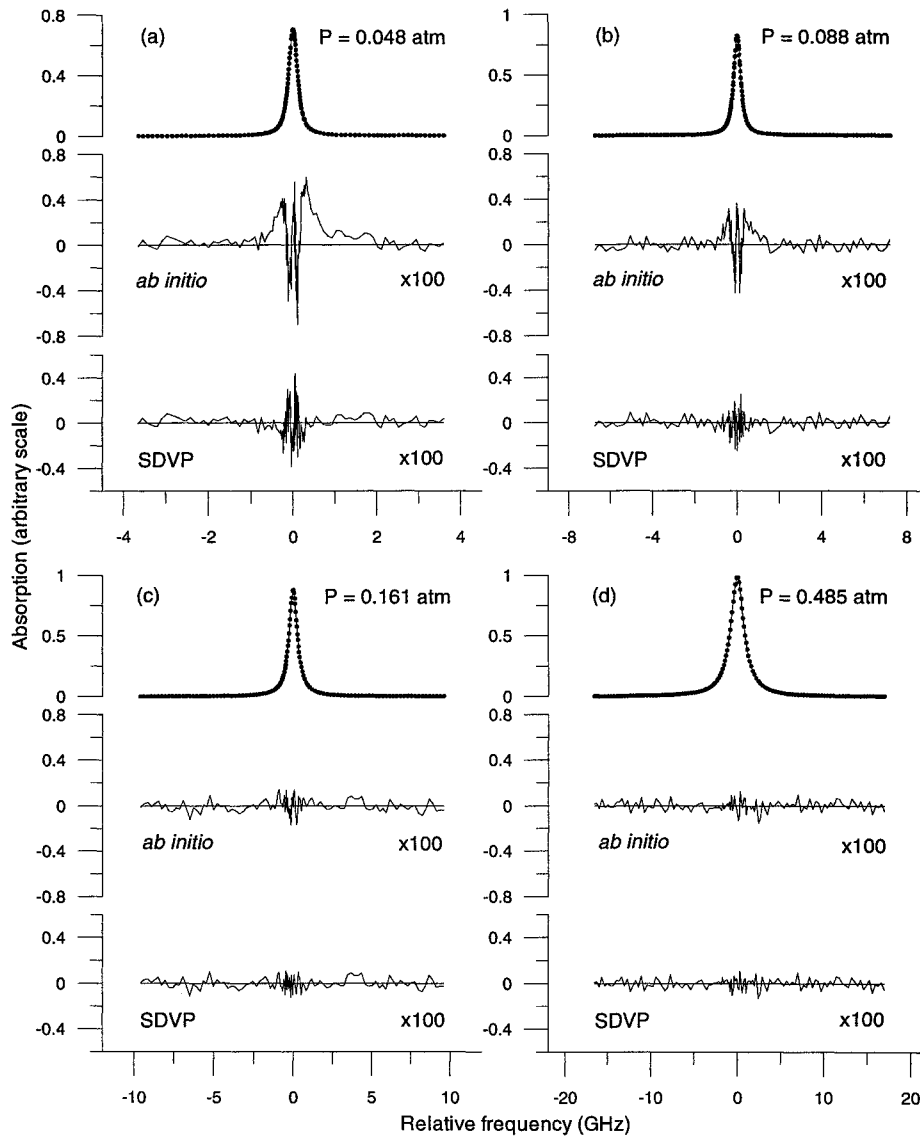 Absorption (arbitrary scale)
(a)
P = 0.048 atm
0.8
0.4
0
0.8
0.4
0
-0.4
-0.8
ab initio
x100
0.4
0
-0.4
SDVP
x100
-4 -2 0 2 4
(b)
P = 0.088 atm
1
0.5
0
0.8
0.4
0
-0.4
-0.8
ab initio
x100
0.4
0
-0.4
SDVP
x100
-8 -4 0 4 8
(c)
P = 0.161 atm
1
0.5
0
0.8
0.4
0
-0.4
-0.8
ab initio
x100
0.4
0
-0.4
SDVP
x100
-10 -5 0 5 10
(d)
P = 0.485 atm
1
0.5
0
0.8
0.4
0
-0.4
-0.8
ab initio
x100
0.4
0
-0.4
SDVP
x100
-20 -10 0 10 20
Relative frequency (GHz)